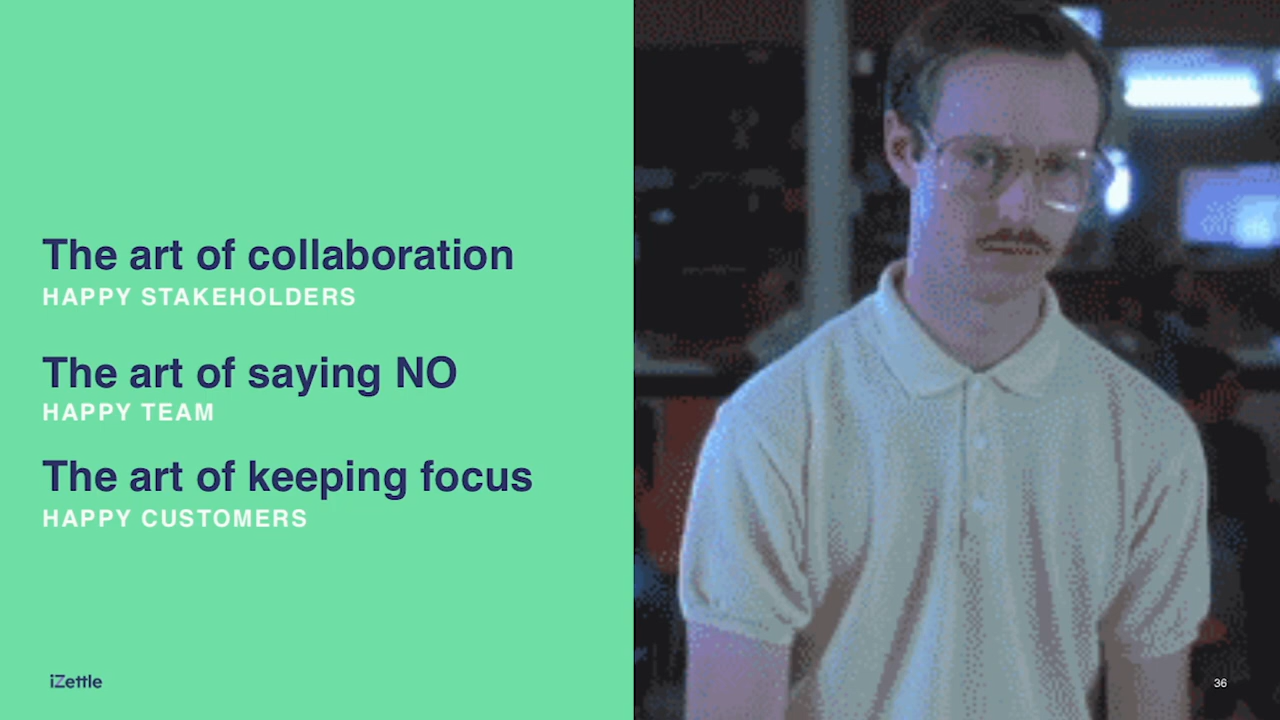 The art of collaboration
HAPPY STAKEHOLDERS
The art of saying NO
HAPPY TEAM
The art of keeping focus
HAPPY CUSTOMERS
iZettle
36